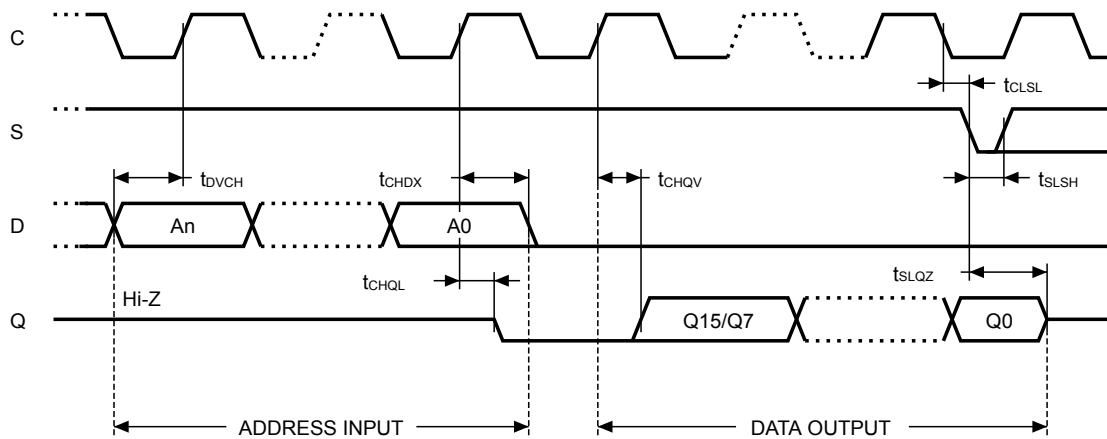 C
tCLSL
S
tDVCH
tCHDX
tCHQV
tSLSH
D
An
A0
tCHQL
tSLQZ
Hi-Z
Q
Q15/Q7
Q0
ADDRESS INPUT
DATA OUTPUT